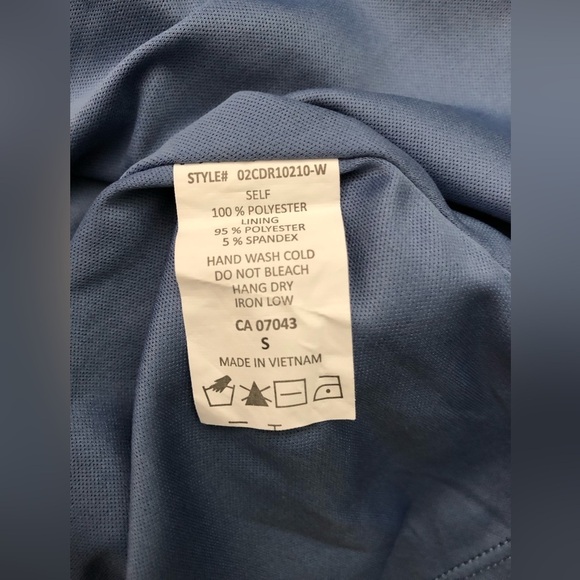 STYLE# 02CDR10210-W
SELF
100 % POLYESTER
LINING
95 % POLYESTER
5 % SPANDEX
HAND WASH COLD
DO NOT BLEACH
HANG DRY
IRON LOW
CA 07043
S
MADE IN VIETNAM